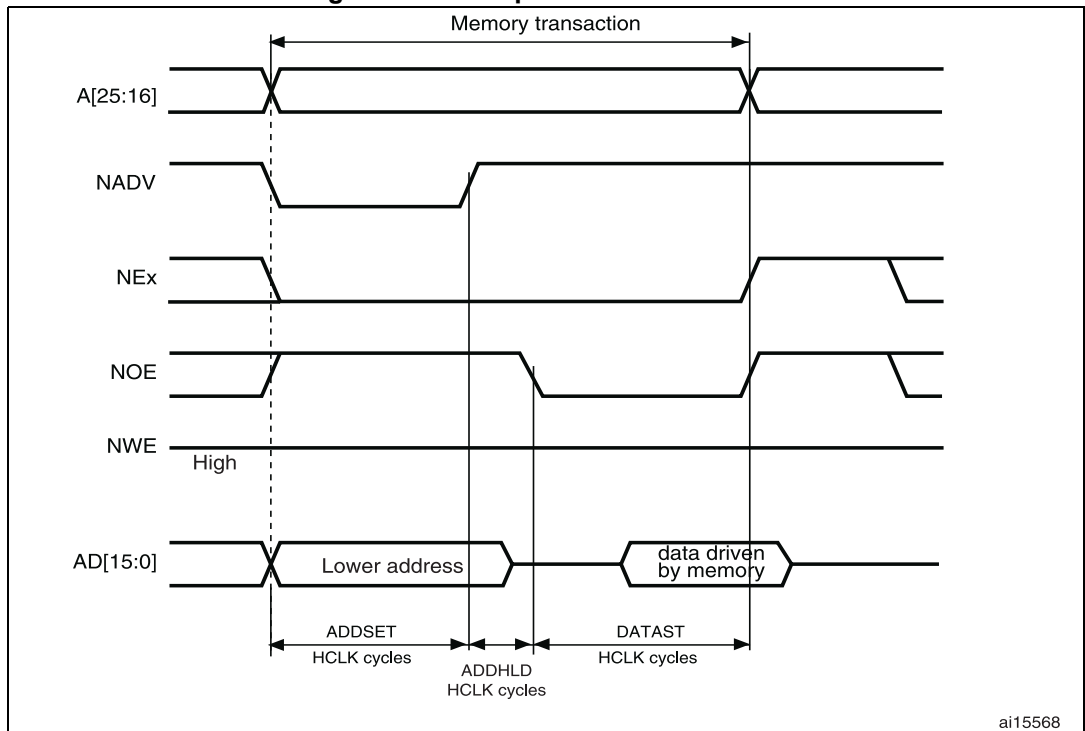 Memory transaction
A[25:16]
NADV
NEx
NOE
NWE
High
AD[15:0]
Lower address
data driven
by memory
ADDSET
HCLK cycles
ADDHLD
HCLK cycles
DATAST
HCLK cycles
ai15568